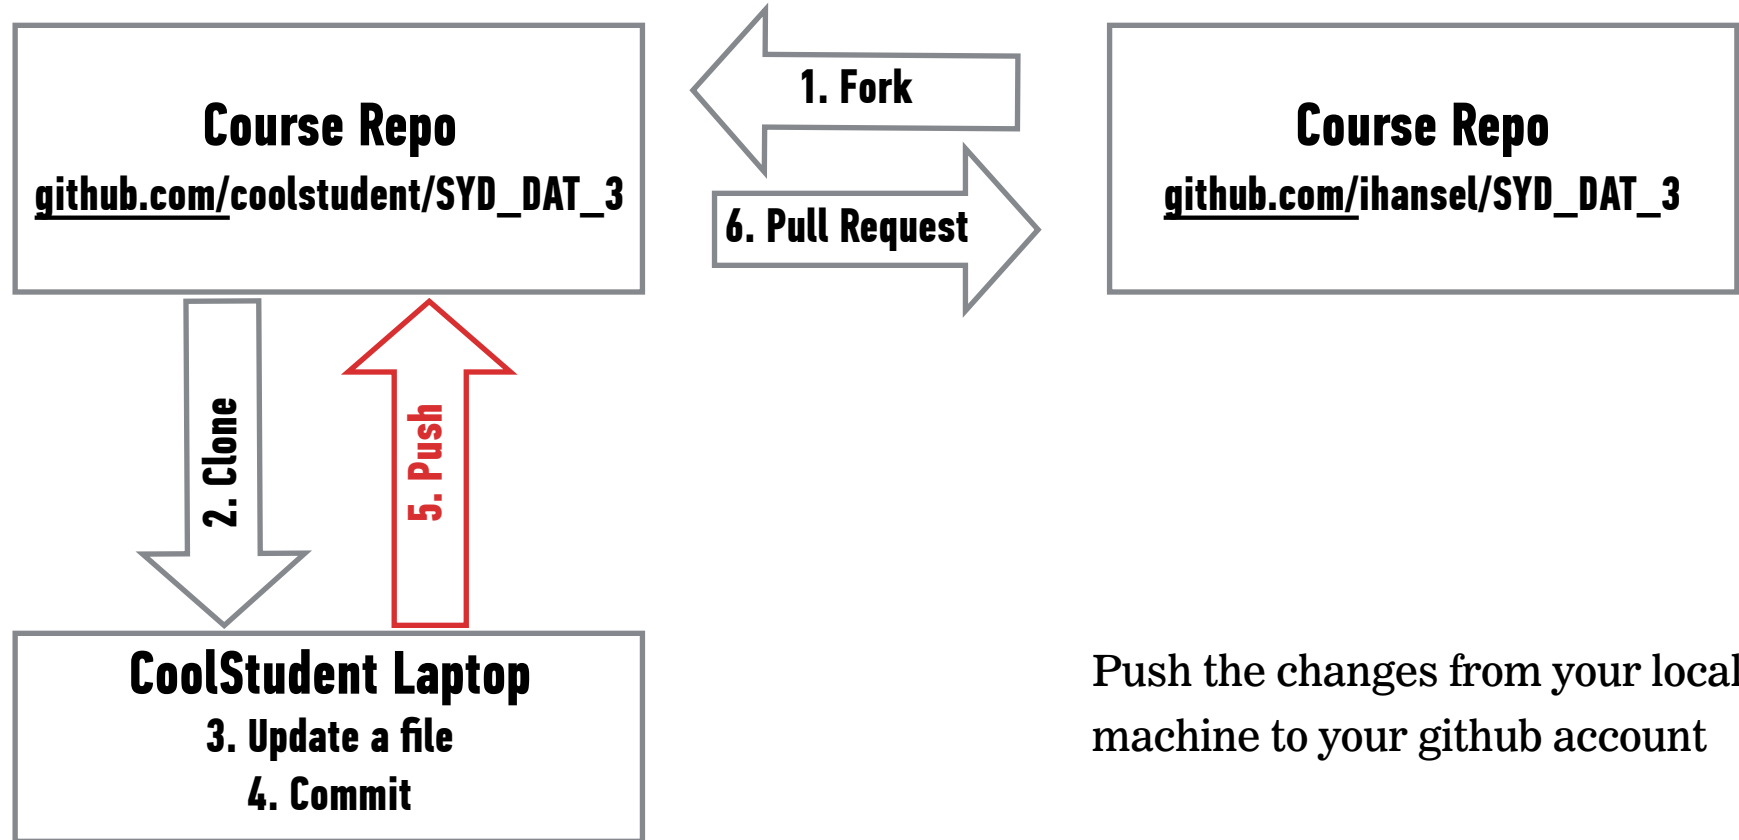 Course Repo
github.com/coolstudent/SYD_DAT_3
1. Fork
6. Pull Request
Course Repo
github.com/ihansel/SYD_DAT_3
2. Clone
5. Push
CoolStudent Laptop
3. Update a file
4. Commit
Push the changes from your local
machine to your github account